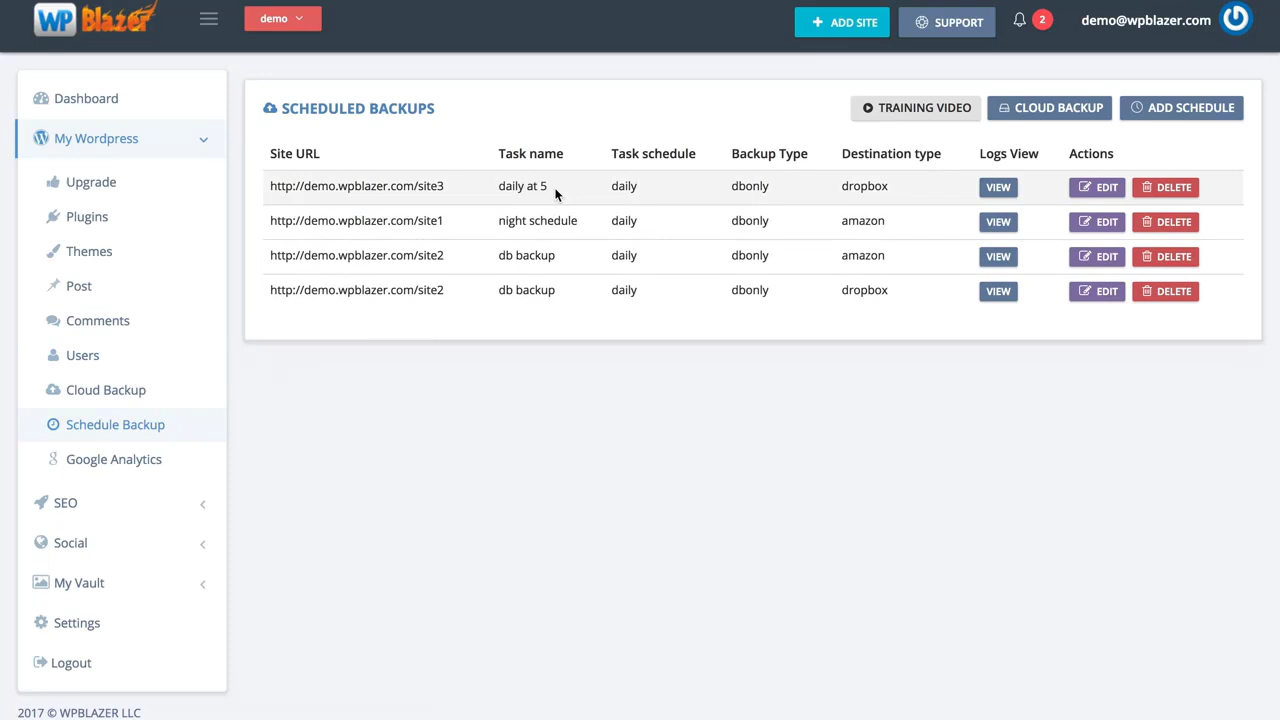 WP Blazer
demo
ADD SITE
SUPPORT
2
demo@wpblazer.com
Dashboard
My Wordpress
Upgrade
Plugins
Themes
Post
Comments
Users
Cloud Backup
Schedule Backup
Google Analytics
SEO
Social
My Vault
Settings
Logout
2017 © WPBLAZER LLC
SCHEDULED BACKUPS
TRAINING VIDEO
CLOUD BACKUP
ADD SCHEDULE
Site URL Task name Task schedule Backup Type Destination type Logs View Actions
http://demo.wpblazer.com/site3 daily at 5 daily dbonly dropbox VIEW EDIT DELETE
http://demo.wpblazer.com/site1 night schedule daily dbonly amazon VIEW EDIT DELETE
http://demo.wpblazer.com/site2 db backup daily dbonly amazon VIEW EDIT DELETE
http://demo.wpblazer.com/site2 db backup daily dbonly dropbox VIEW EDIT DELETE